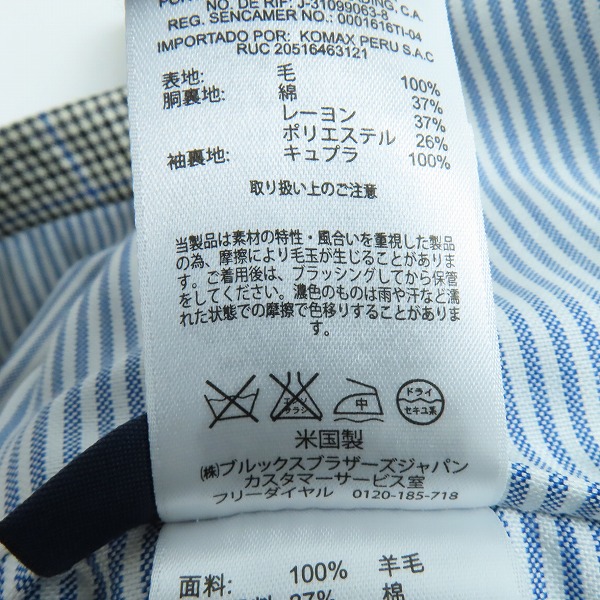 NO. DE RIF: J-31099063-8
REG. SENCAMER NO.: 0001616TI-04
IMPORTADO POR: KOMAX PERU S.A.C
RUC 20516463121
表地: 毛 100%
胴裏地: 綿 37%
レーヨン 37%
ポリエステル 26%
袖裏地: キュプラ 100%
取り扱い上のご注意
当製品は素材の特性・風合いを重視した製品
の為、摩擦により毛玉が生じることがありま
す。ご着用後は、ブラッシングしてから保管
をしてください。濃色のものは雨や汗など濡
れた状態での摩擦で色移りすることがありま
す。
エンソ サラシ 中 ドライ セキユ系
米国製
(株)ブルックスブラザーズジャパン
カスタマーサービス室
フリーダイヤル 0120-185-718
面料: 100% 羊毛
37% 棉